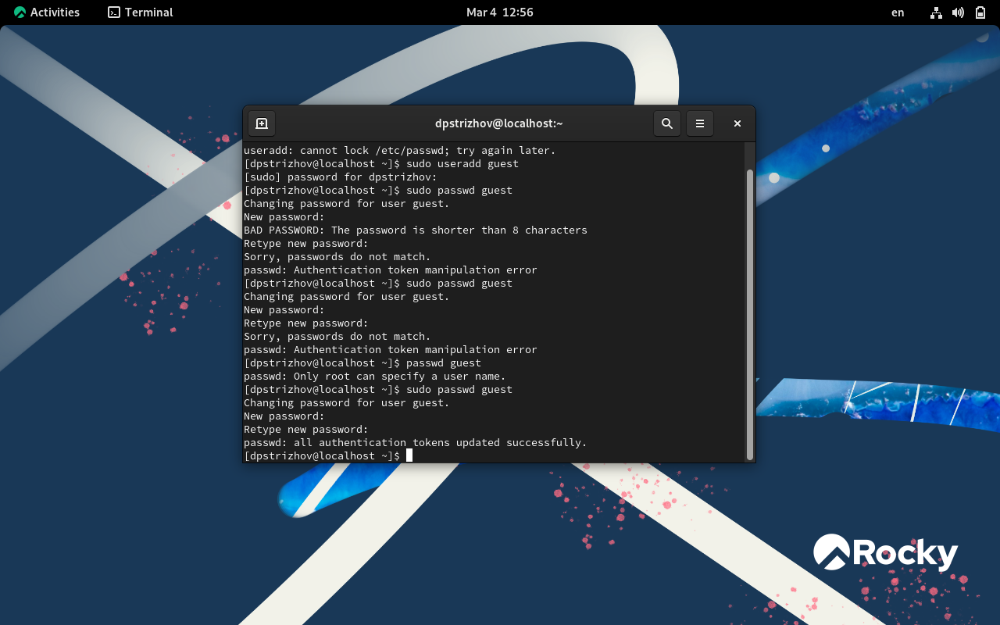 Activities
Terminal
Mar 4 12:56
en
dpstrizhov@localhost:~
useradd: cannot lock /etc/passwd; try again later.
[dpstrizhov@localhost ~]$ sudo useradd guest
[sudo] password for dpstrizhov:
[dpstrizhov@localhost ~]$ sudo passwd guest
Changing password for user guest.
New password:
BAD PASSWORD: The password is shorter than 8 characters
Retype new password:
Sorry, passwords do not match.
passwd: Authentication token manipulation error
[dpstrizhov@localhost ~]$ sudo passwd guest
Changing password for user guest.
New password:
Retype new password:
Sorry, passwords do not match.
passwd: Authentication token manipulation error
[dpstrizhov@localhost ~]$ passwd guest
passwd: Only root can specify a user name.
[dpstrizhov@localhost ~]$ sudo passwd guest
Changing password for user guest.
New password:
Retype new password:
passwd: all authentication tokens updated successfully.
[dpstrizhov@localhost ~]$
Rocky